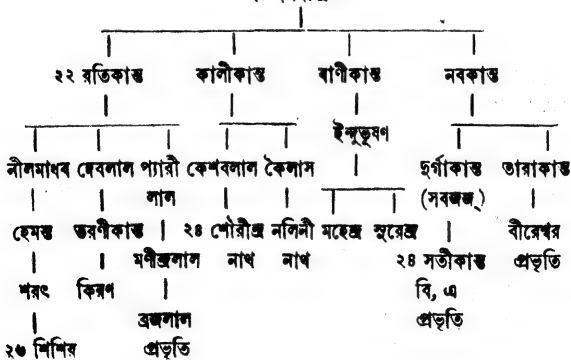 ২২ রতিকান্ত কালীকান্ত বাণীকান্ত নবকান্ত
ইন্দুভূষণ
নীলমাধব দেবলাল প্যারী কেশবলাল কৈলাস দুর্গাকান্ত তারাকান্ত
লাল (সবজজ্)
হেমন্ত তরণীকান্ত ২৪ শৌরীন্দ্র নলিনী মহেন্দ্র সুরেন্দ্র বীরেশ্বর
মণীন্দ্রলাল নাথ নাথ ২৪ সতীকান্ত প্রভৃতি
শরৎ কিরণ বি, এ
ব্রজলাল প্রভৃতি
২৬ শিশির প্রভৃতি